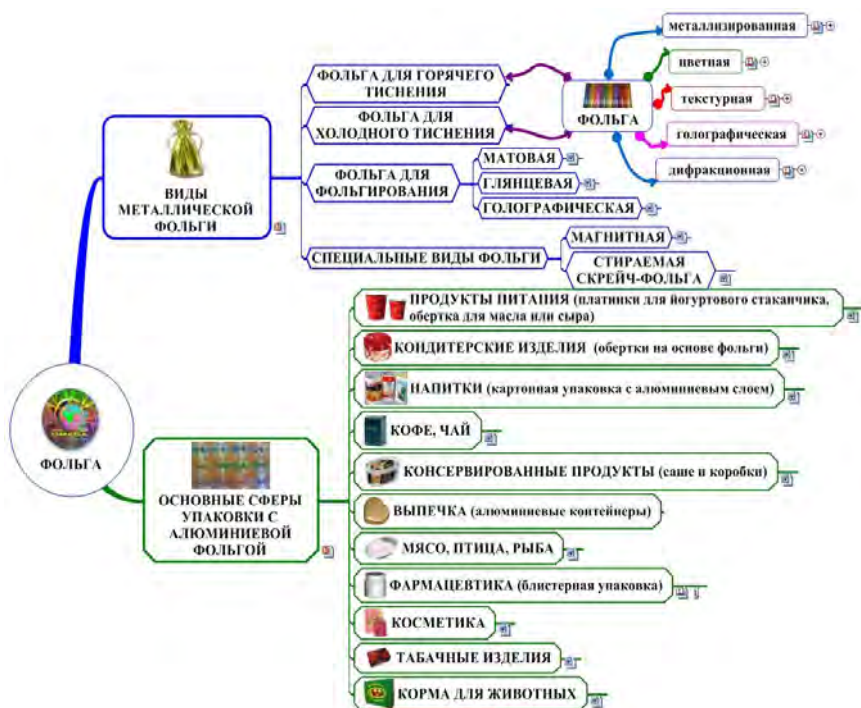 ФОЛЬГА
ВИДЫ
МЕТАЛЛИЧЕСКОЙ
ФОЛЬГИ
ФОЛЬГА ДЛЯ ГОРЯЧЕГО
ТИСНЕНИЯ
ФОЛЬГА ДЛЯ
ХОЛОДНОГО ТИСНЕНИЯ
ФОЛЬГА
металлизированная
цветная
текстурная
голографическая
дифракционная
ФОЛЬГА ДЛЯ
ФОЛЬГИРОВАНИЯ
МАТОВАЯ
ГЛЯНЦЕВАЯ
ГОЛОГРАФИЧЕСКАЯ
СПЕЦИАЛЬНЫЕ ВИДЫ ФОЛЬГИ
МАГНИТНАЯ
СТИРАЕМАЯ
СКРЕЙЧ-ФОЛЬГА
ОСНОВНЫЕ СФЕРЫ
УПАКОВКИ С
АЛЮМИНИЕВОЙ
ФОЛЬГОЙ
ПРОДУКТЫ ПИТАНИЯ (платинки для йогуртового стаканчика,
обертка для масла или сыра)
КОНДИТЕРСКИЕ ИЗДЕЛИЯ (обертки на основе фольги)
НАПИТКИ (картонная упаковка с алюминиевым слоем)
КОФЕ, ЧАЙ
КОНСЕРВИРОВАННЫЕ ПРОДУКТЫ (саше и коробки)
ВЫПЕЧКА (алюминиевые контейнеры)
МЯСО, ПТИЦА, РЫБА
ФАРМАЦЕВТИКА (блистерная упаковка)
КОСМЕТИКА
ТАБАЧНЫЕ ИЗДЕЛИЯ
КОРМА ДЛЯ ЖИВОТНЫХ